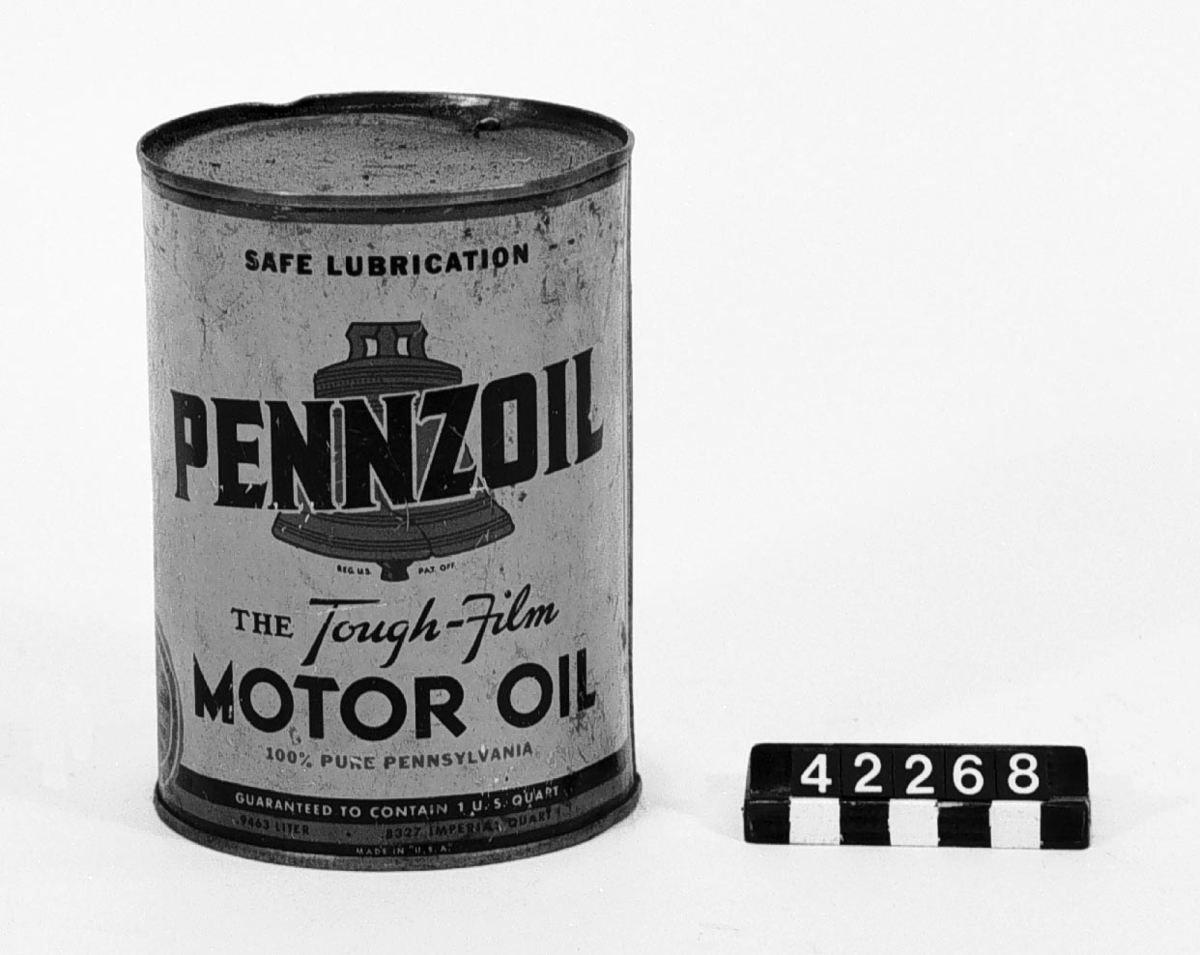 SAFE LUBRICATION
PENNZOIL
REG. U.S. PAT. OFF.
THE Tough-Film
MOTOR OIL
100% PURE PENNSYLVANIA
GUARANTEED TO CONTAIN 1 U.S. QUART
.9463 LITER .8327 IMPERIAL QUART
MADE IN U.S.A.
42268